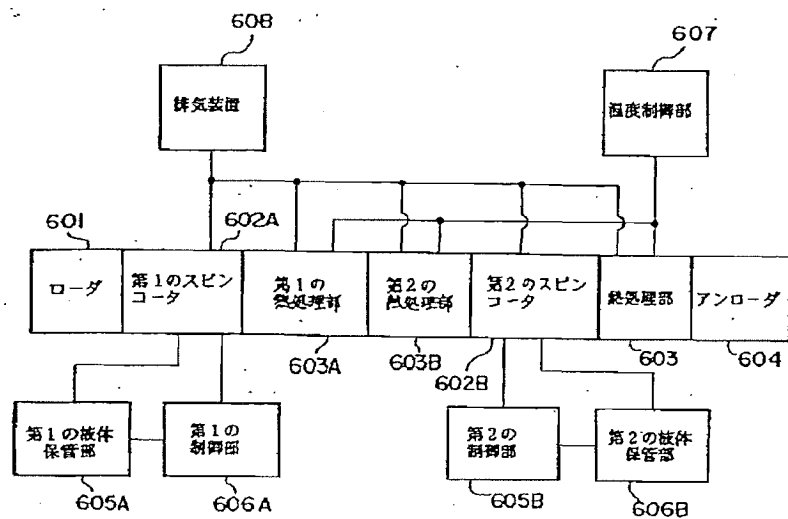 608
排気装置
607
温度制御部
601
602A
ローダ
第1のスピン
コータ
第1の
熱処理部
第2の
熱処理部
第2のスピン
コータ
熱処理部
アンローダ
603A
603B
602B
603
604
第1の液体
保管部
第1の
制御部
第2の
制御部
第2の液体
保管部
605A
606A
605B
606B